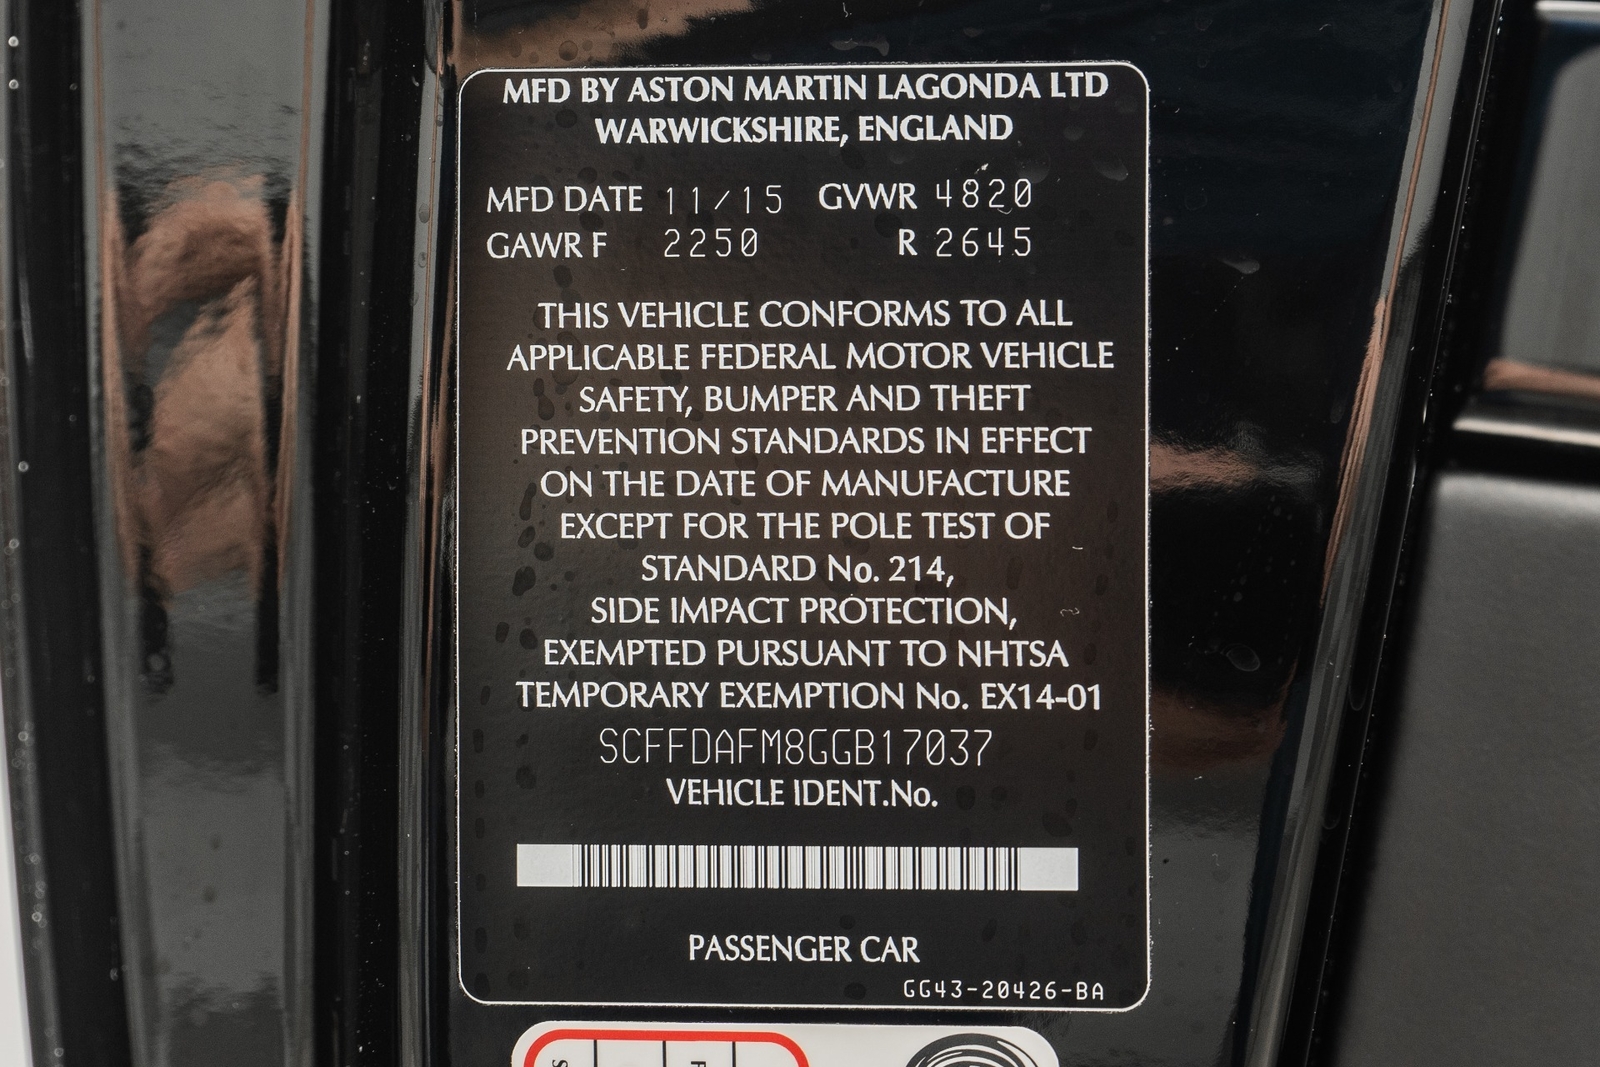 MFD BY ASTON MARTIN LAGONDA LTD
WARWICKSHIRE, ENGLAND
MFD DATE 11/15 GVWR 4820
GAWR F 2250 R 2645
THIS VEHICLE CONFORMS TO ALL
APPLICABLE FEDERAL MOTOR VEHICLE
SAFETY, BUMPER AND THEFT
PREVENTION STANDARDS IN EFFECT
ON THE DATE OF MANUFACTURE
EXCEPT FOR THE POLE TEST OF
STANDARD No. 214,
SIDE IMPACT PROTECTION,
EXEMPTED PURSUANT TO NHTSA
TEMPORARY EXEMPTION No. EX14-01
SCFFDAFM8GGB17037
VEHICLE IDENT.No.
PASSENGER CAR
GG43-20426-BA